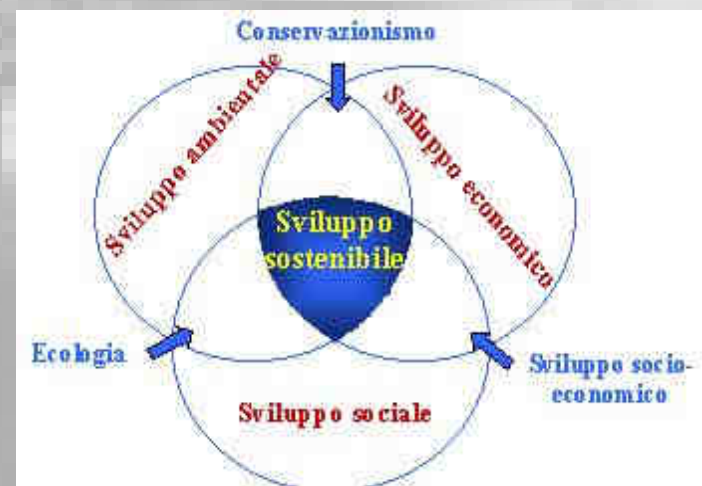 Conservazionismo
Sviluppo ambientale
Sviluppo economico
Sviluppo
sostenibile
Ecologia
Sviluppo socio-
economico
Sviluppo sociale